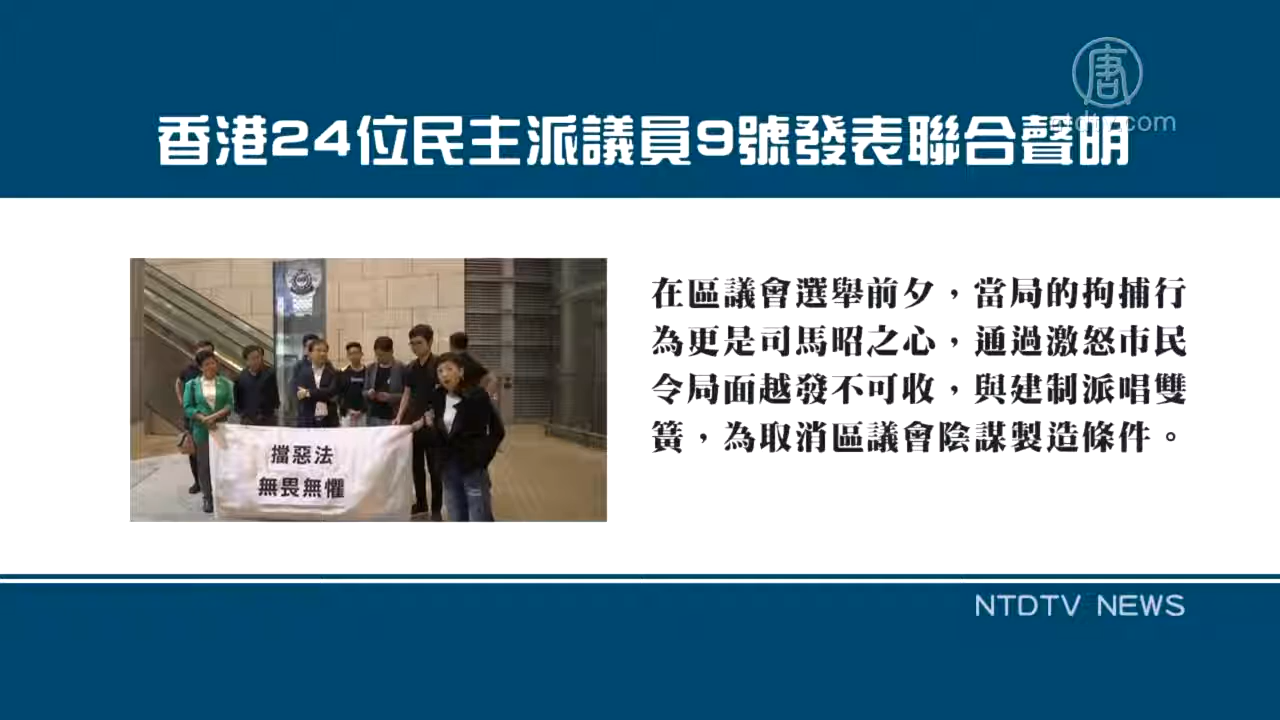 唐
ntdtv.com
香港24位民主派議員9號發表聯合聲明
在區議會選舉前夕，當局的拘捕行
為更是司馬昭之心，通過激怒市民
令局面越發不可收，與建制派唱雙
簧，為取消區議會陰謀製造條件。
擋惡法
無畏無懼
NTDTV NEWS